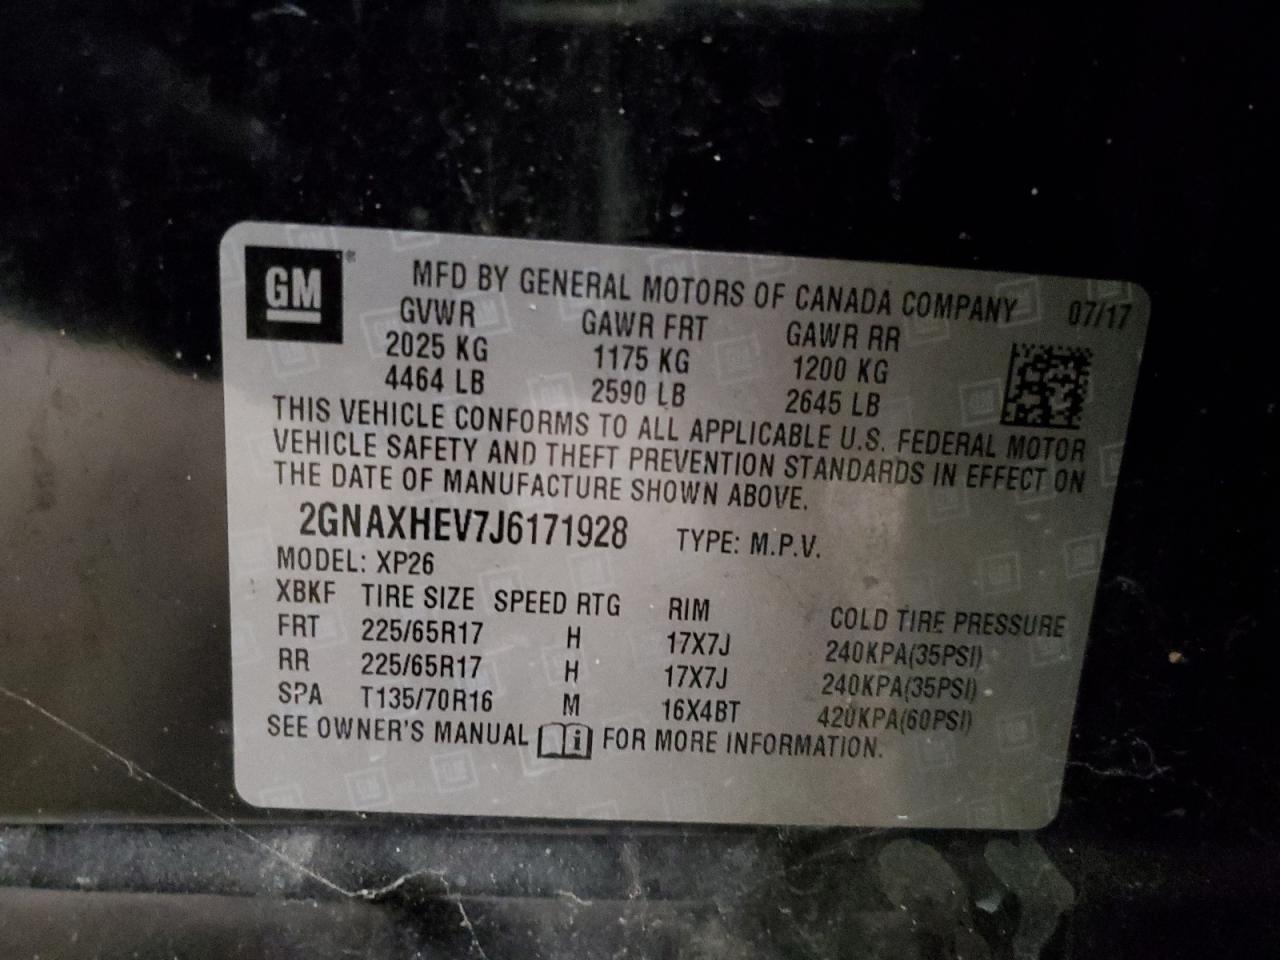 GM ®
MFD BY GENERAL MOTORS OF CANADA COMPANY 07/17
GVWR GAWR FRT GAWR RR
2025 KG 1175 KG 1200 KG
4464 LB 2590 LB 2645 LB
THIS VEHICLE CONFORMS TO ALL APPLICABLE U.S. FEDERAL MOTOR
VEHICLE SAFETY AND THEFT PREVENTION STANDARDS IN EFFECT ON
THE DATE OF MANUFACTURE SHOWN ABOVE.
2GNAXHEV7J6171928 TYPE: M.P.V.
MODEL: XP26
XBKF TIRE SIZE SPEED RTG RIM COLD TIRE PRESSURE
FRT 225/65R17 H 17X7J 240KPA(35PSI)
RR 225/65R17 H 17X7J 240KPA(35PSI)
SPA T135/70R16 M 16X4BT 420KPA(60PSI)
SEE OWNER'S MANUAL i FOR MORE INFORMATION.